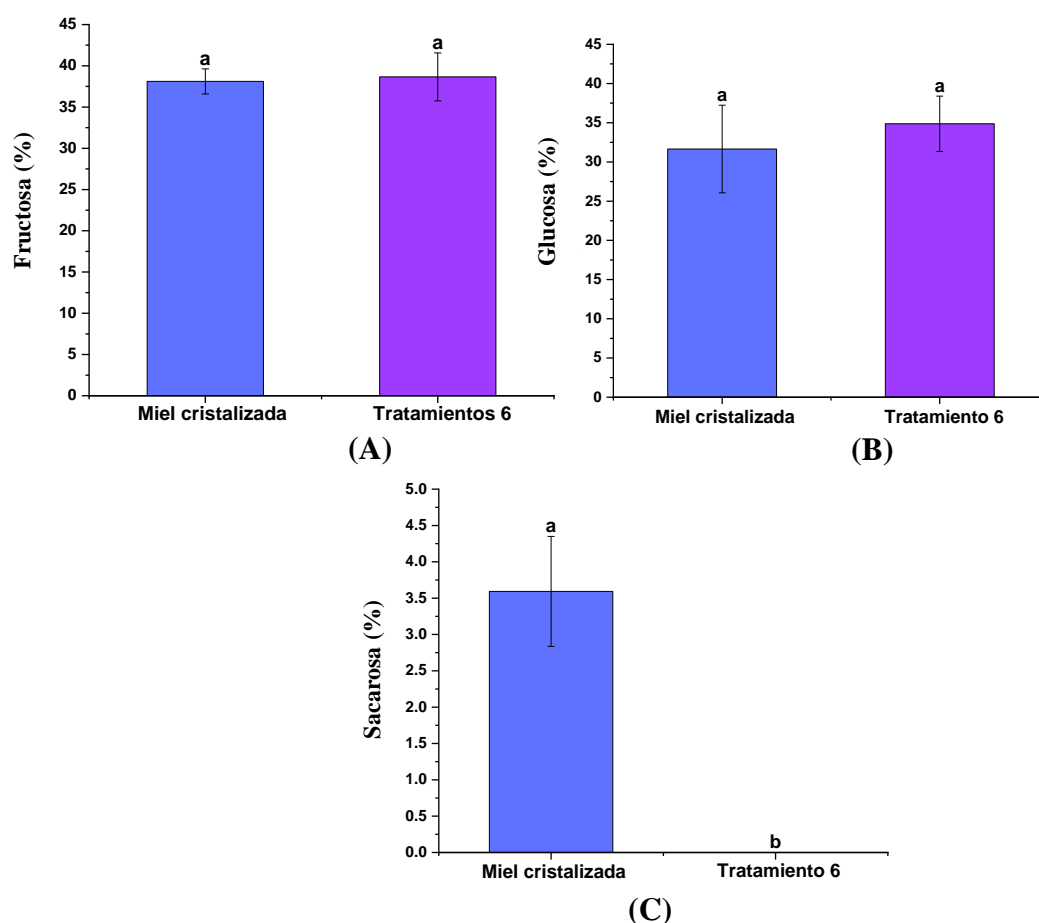 45
40
35
30
25
20
15
10
5
0
Fructosa (%)
a
a
Miel cristalizada
Tratamientos 6
(A)
45
40
35
30
25
20
15
10
5
0
Glucosa (%)
a
a
Miel cristalizada
Tratamiento 6
(B)
5.0
4.5
4.0
3.5
3.0
2.5
2.0
1.5
1.0
0.5
0.0
Sacarosa (%)
a
b
Miel cristalizada
Tratamiento 6
(C)